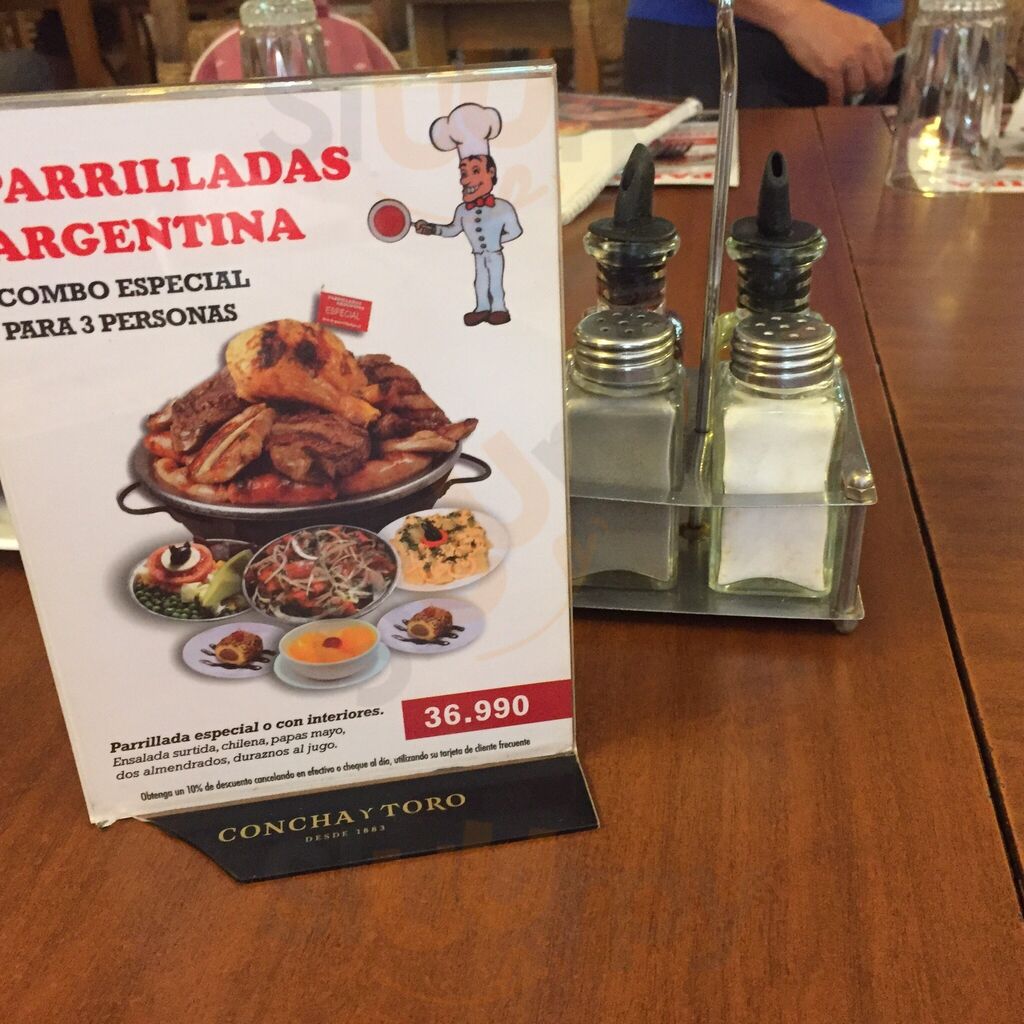 PARRILLADAS
ARGENTINA
COMBO ESPECIAL
PARA 3 PERSONAS
ESPECIAL
36.990
Parrillada especial o con interiores.
Ensalada surtida, chilena, papas mayo,
dos almendrados, duraznos al jugo.
Obtenga un 10% de descuento cancelando en efectivo o cheque al día, utilizando su tarjeta de cliente frecuente
CONCHA Y TORO
DESDE 1883